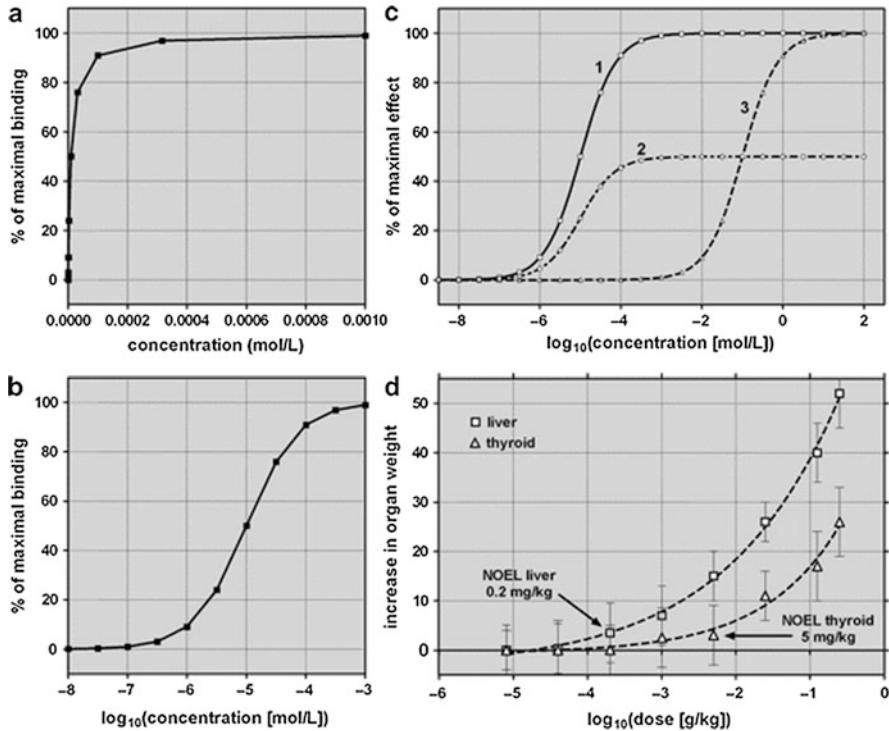 a
% of maximal binding
100
80
60
40
20
0
0.0000 0.0002 0.0004 0.0006 0.0008 0.0010
concentration (mol/L)
c
% of maximal effect
100
80
60
40
20
0
1
2
3
−8 −6 −4 −2 0 2
log10(concentration [mol/L])
b
% of maximal binding
100
80
60
40
20
0
−8 −7 −6 −5 −4 −3
log10(concentration [mol/L])
d
increase in organ weight
50
40
30
20
10
0
liver
thyroid
NOEL liver
0.2 mg/kg
NOEL thyroid
5 mg/kg
−6 −5 −4 −3 −2 −1 0
log10(dose [g/kg])